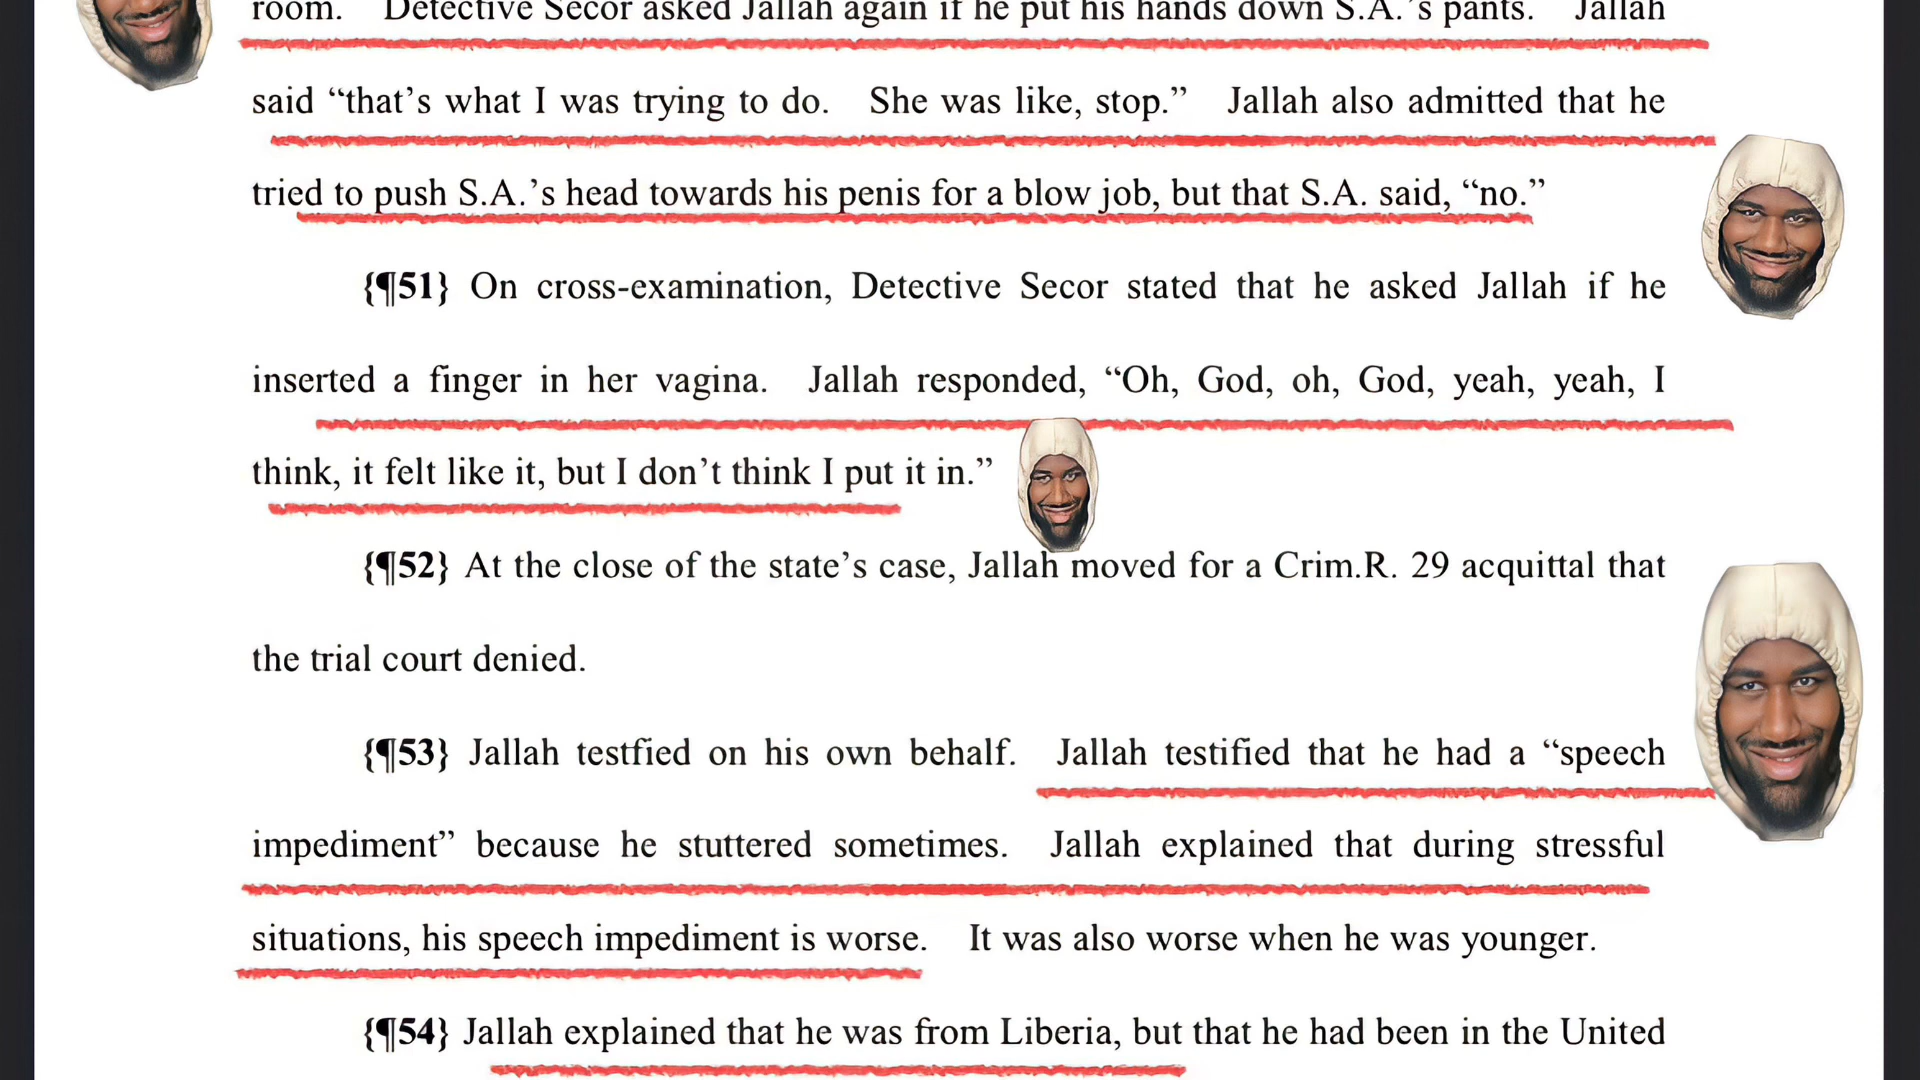 room. Detective Secor asked Jallah again if he put his hands down S.A.'s pants. Jallah
said “that’s what I was trying to do. She was like, stop.” Jallah also admitted that he
tried to push S.A.’s head towards his penis for a blow job, but that S.A. said, “no.”
{¶51} On cross-examination, Detective Secor stated that he asked Jallah if he
inserted a finger in her vagina. Jallah responded, “Oh, God, oh, God, yeah, yeah, I
think, it felt like it, but I don’t think I put it in.”
{¶52} At the close of the state’s case, Jallah moved for a Crim.R. 29 acquittal that
the trial court denied.
{¶53} Jallah testfied on his own behalf. Jallah testified that he had a “speech
impediment” because he stuttered sometimes. Jallah explained that during stressful
situations, his speech impediment is worse. It was also worse when he was younger.
{¶54} Jallah explained that he was from Liberia, but that he had been in the United